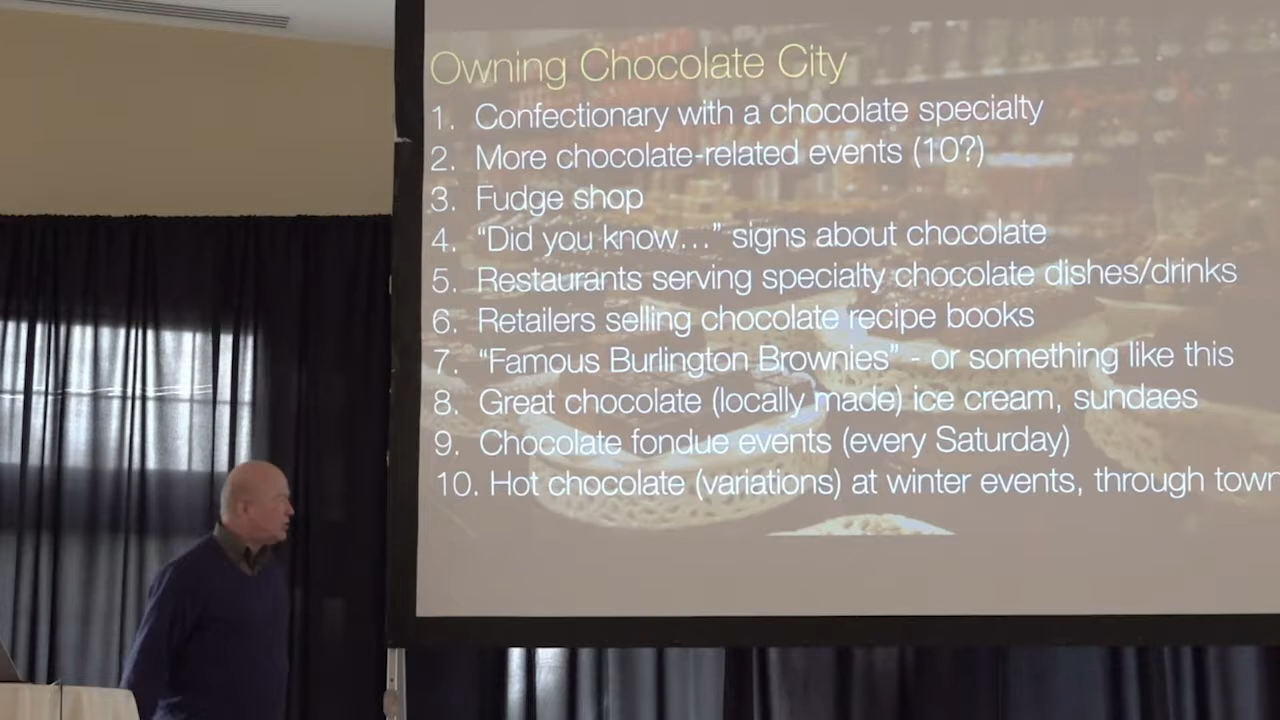 Owning Chocolate City
1. Confectionary with a chocolate specialty
2. More chocolate-related events (10?)
3. Fudge shop
4. “Did you know...” signs about chocolate
5. Restaurants serving specialty chocolate dishes/drinks
6. Retailers selling chocolate recipe books
7. “Famous Burlington Brownies” - or something like this
8. Great chocolate (locally made) ice cream, sundaes
9. Chocolate fondue events (every Saturday)
10. Hot chocolate (variations) at winter events, through town